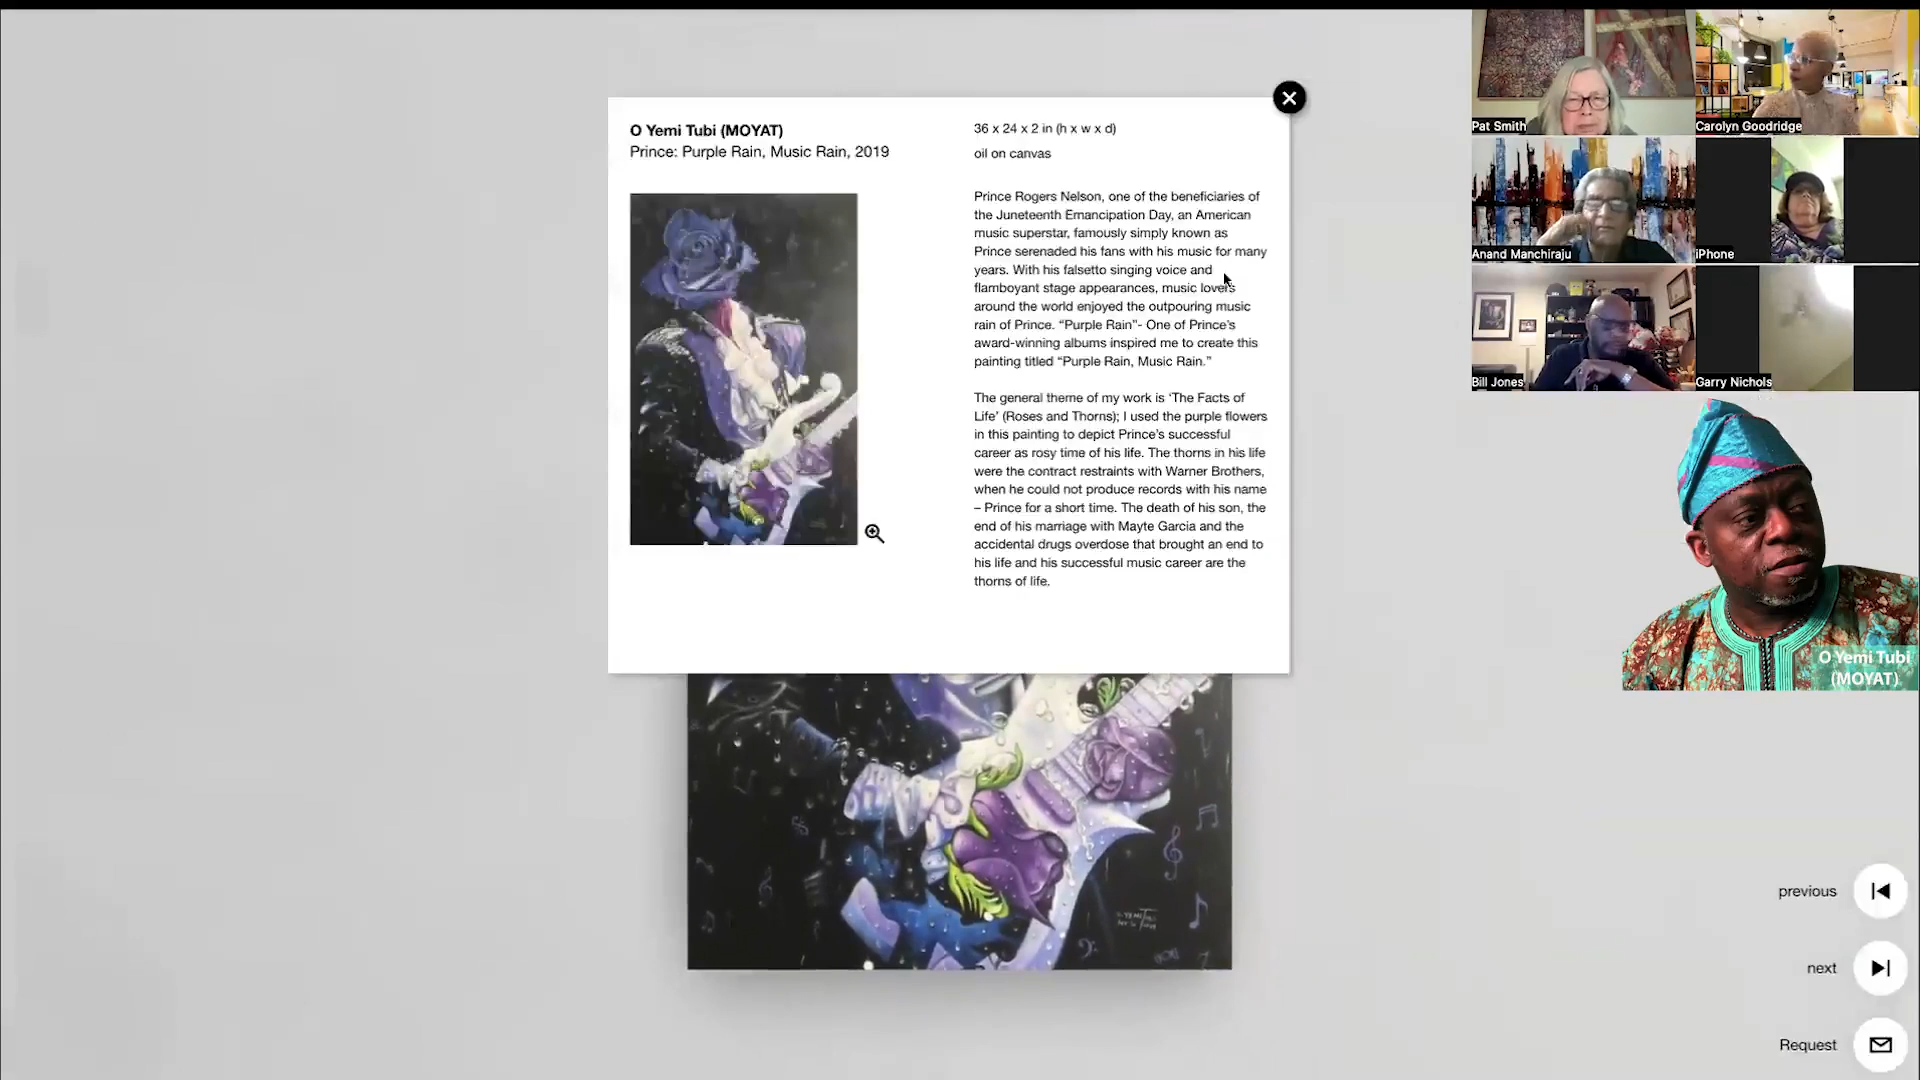 O Yemi Tubi (MOYAT)
Prince: Purple Rain, Music Rain, 2019
36 x 24 x 2 in (h x w x d)
oil on canvas
Prince Rogers Nelson, one of the beneficiaries of
the Juneteenth Emancipation Day, an American
music superstar, famously simply known as
Prince serenaded his fans with his music for many
years. With his falsetto singing voice and
flamboyant stage appearances, music lovers
around the world enjoyed the outpouring music
rain of Prince. “Purple Rain”- One of Prince’s
award-winning albums inspired me to create this
painting titled “Purple Rain, Music Rain.”
The general theme of my work is ‘The Facts of
Life’ (Roses and Thorns); I used the purple flowers
in this painting to depict Prince’s successful
career as rosy time of his life. The thorns in his life
were the contract restraints with Warner Brothers,
when he could not produce records with his name
– Prince for a short time. The death of his son, the
end of his marriage with Mayte Garcia and the
accidental drugs overdose that brought an end to
his life and his successful music career are the
thorns of life.
Pat Smith
Carolyn Goodridge
Anand Manchiraju
iPhone
Bill Jones
Garry Nichols
O Yemi Tubi
(MOYAT)
previous
next
Request